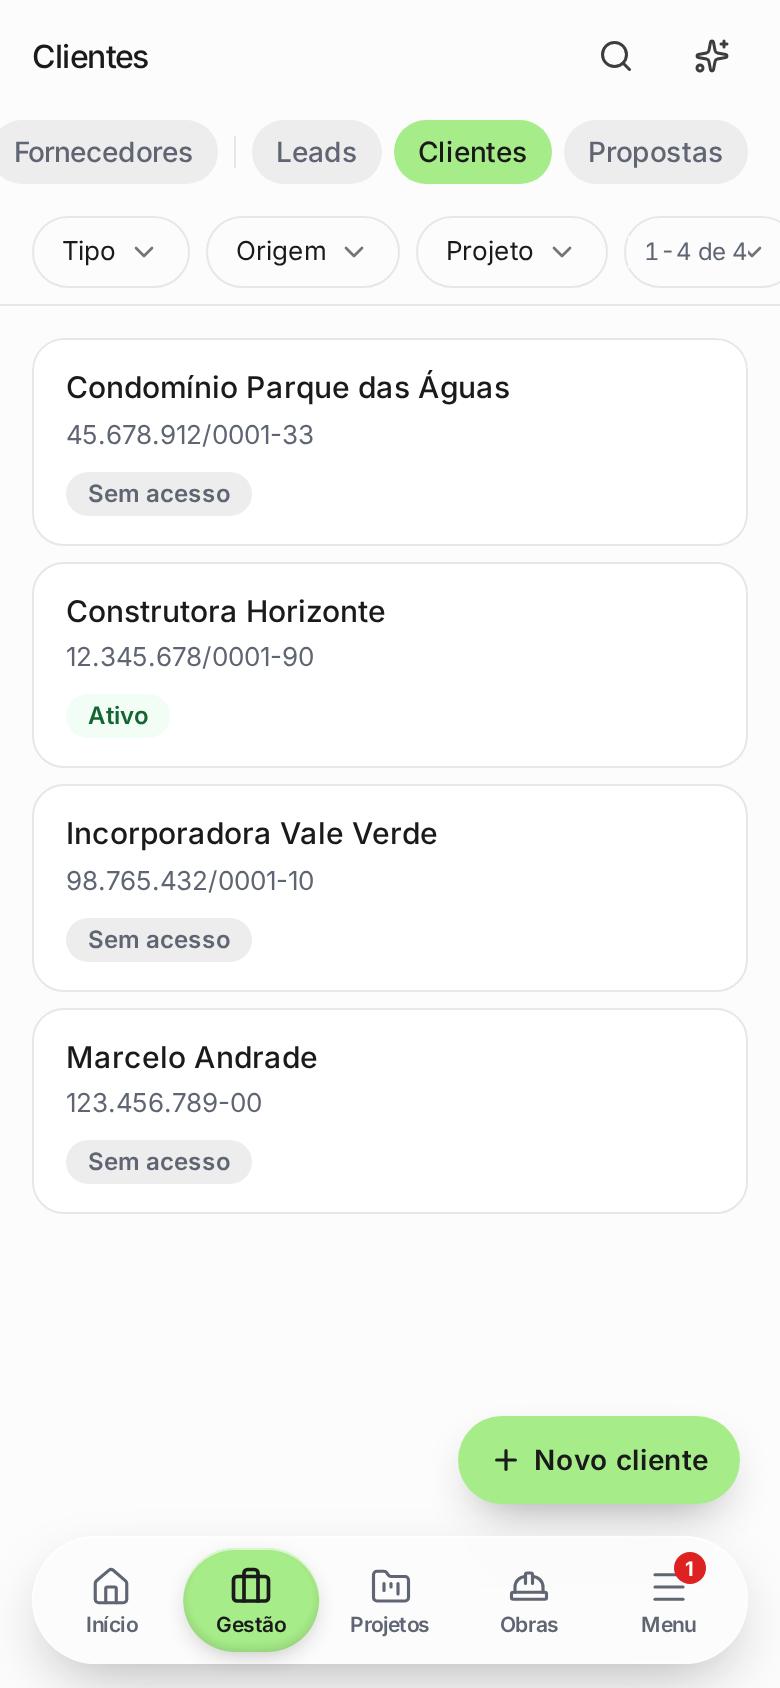 Clientes
Fornecedores
Leads
Clientes
Propostas
Tipo
Origem
Projeto
1-4 de 4
Condomínio Parque das Águas
45.678.912/0001-33
Sem acesso
Construtora Horizonte
12.345.678/0001-90
Ativo
Incorporadora Vale Verde
98.765.432/0001-10
Sem acesso
Marcelo Andrade
123.456.789-00
Sem acesso
Novo cliente
Início
Gestão
Projetos
Obras
1
Menu